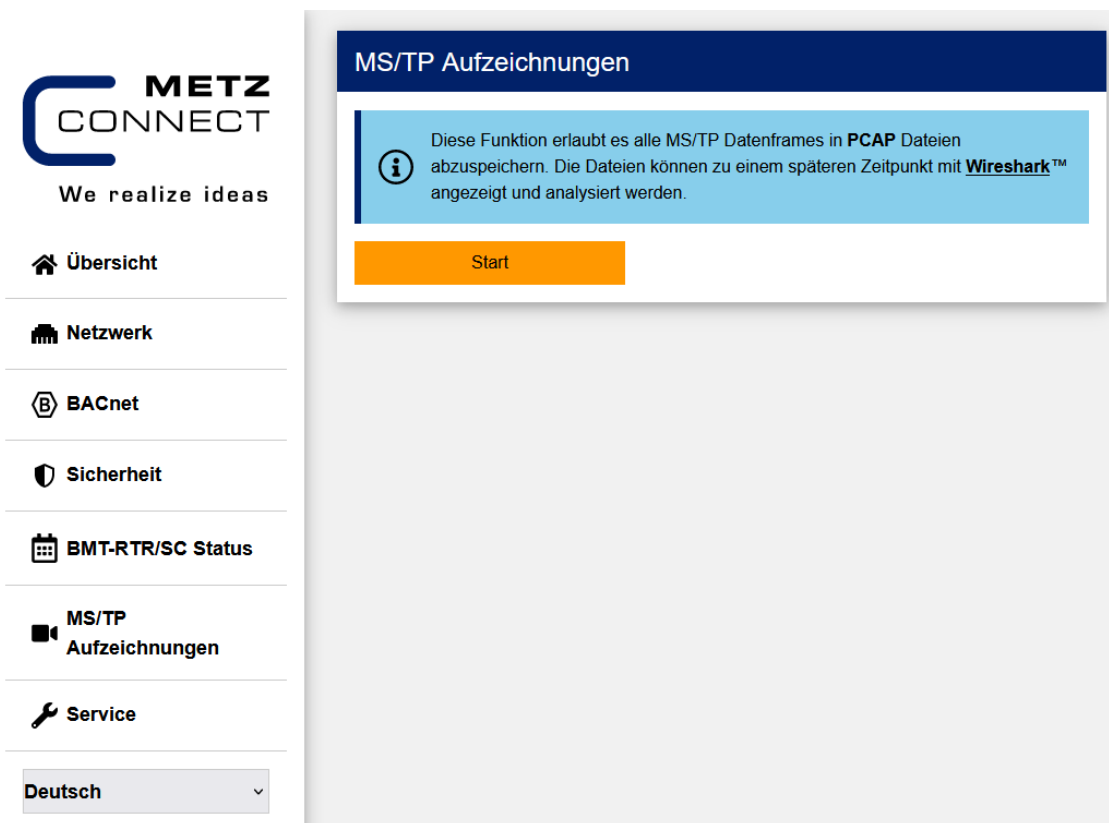 METZ
CONNECT
We realize ideas
Übersicht
Netzwerk
BACnet
Sicherheit
BMT-RTR/SC Status
MS/TP
Aufzeichnungen
Service
Deutsch
MS/TP Aufzeichnungen
Diese Funktion erlaubt es alle MS/TP Datenframes in PCAP Dateien
abzuspeichern. Die Dateien können zu einem späteren Zeitpunkt mit Wireshark™
angezeigt und analysiert werden.
Start